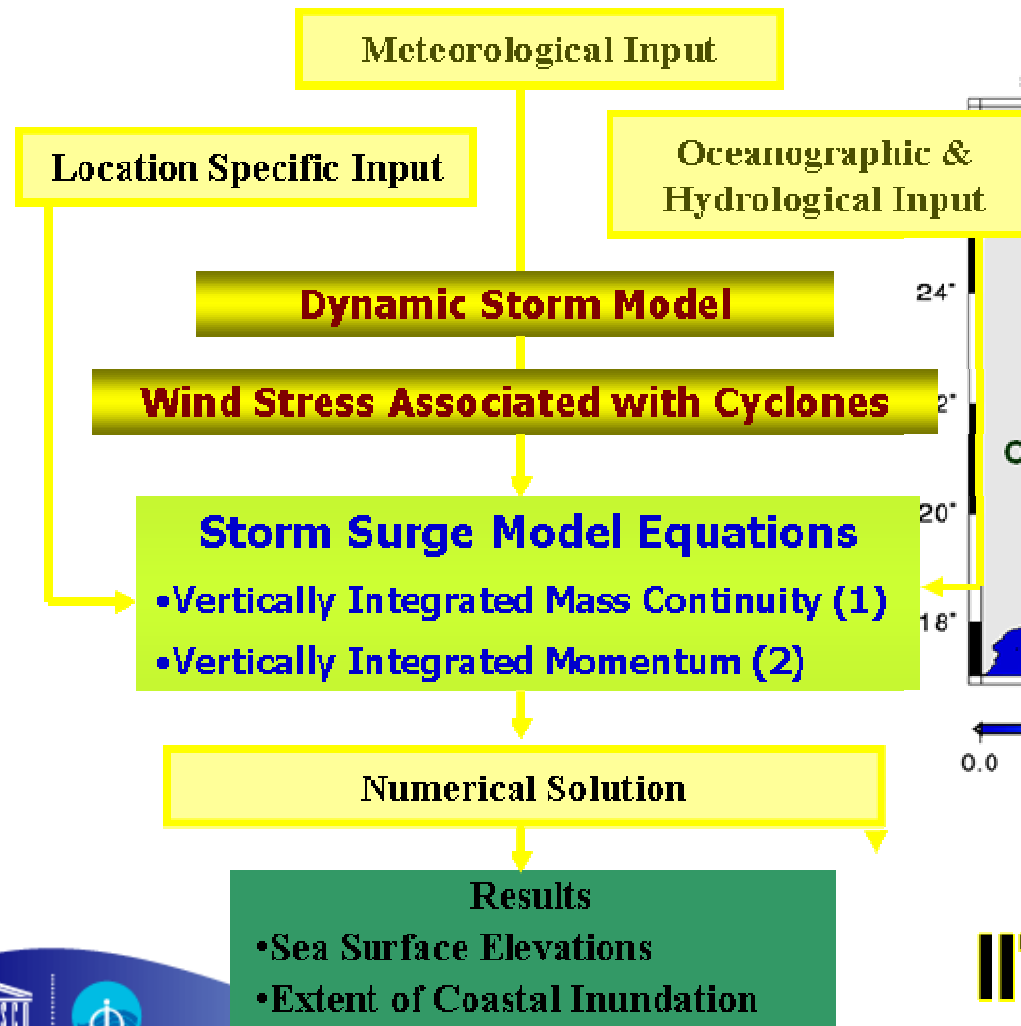 Meteorological Input
Location Specific Input
Oceanographic &
Hydrological Input
24°
Dynamic Storm Model
Wind Stress Associated with Cyclones
2°
Storm Surge Model Equations
20°
•Vertically Integrated Mass Continuity (1)
18°
•Vertically Integrated Momentum (2)
0.0
Numerical Solution
Results
•Sea Surface Elevations
•Extent of Coastal Inundation